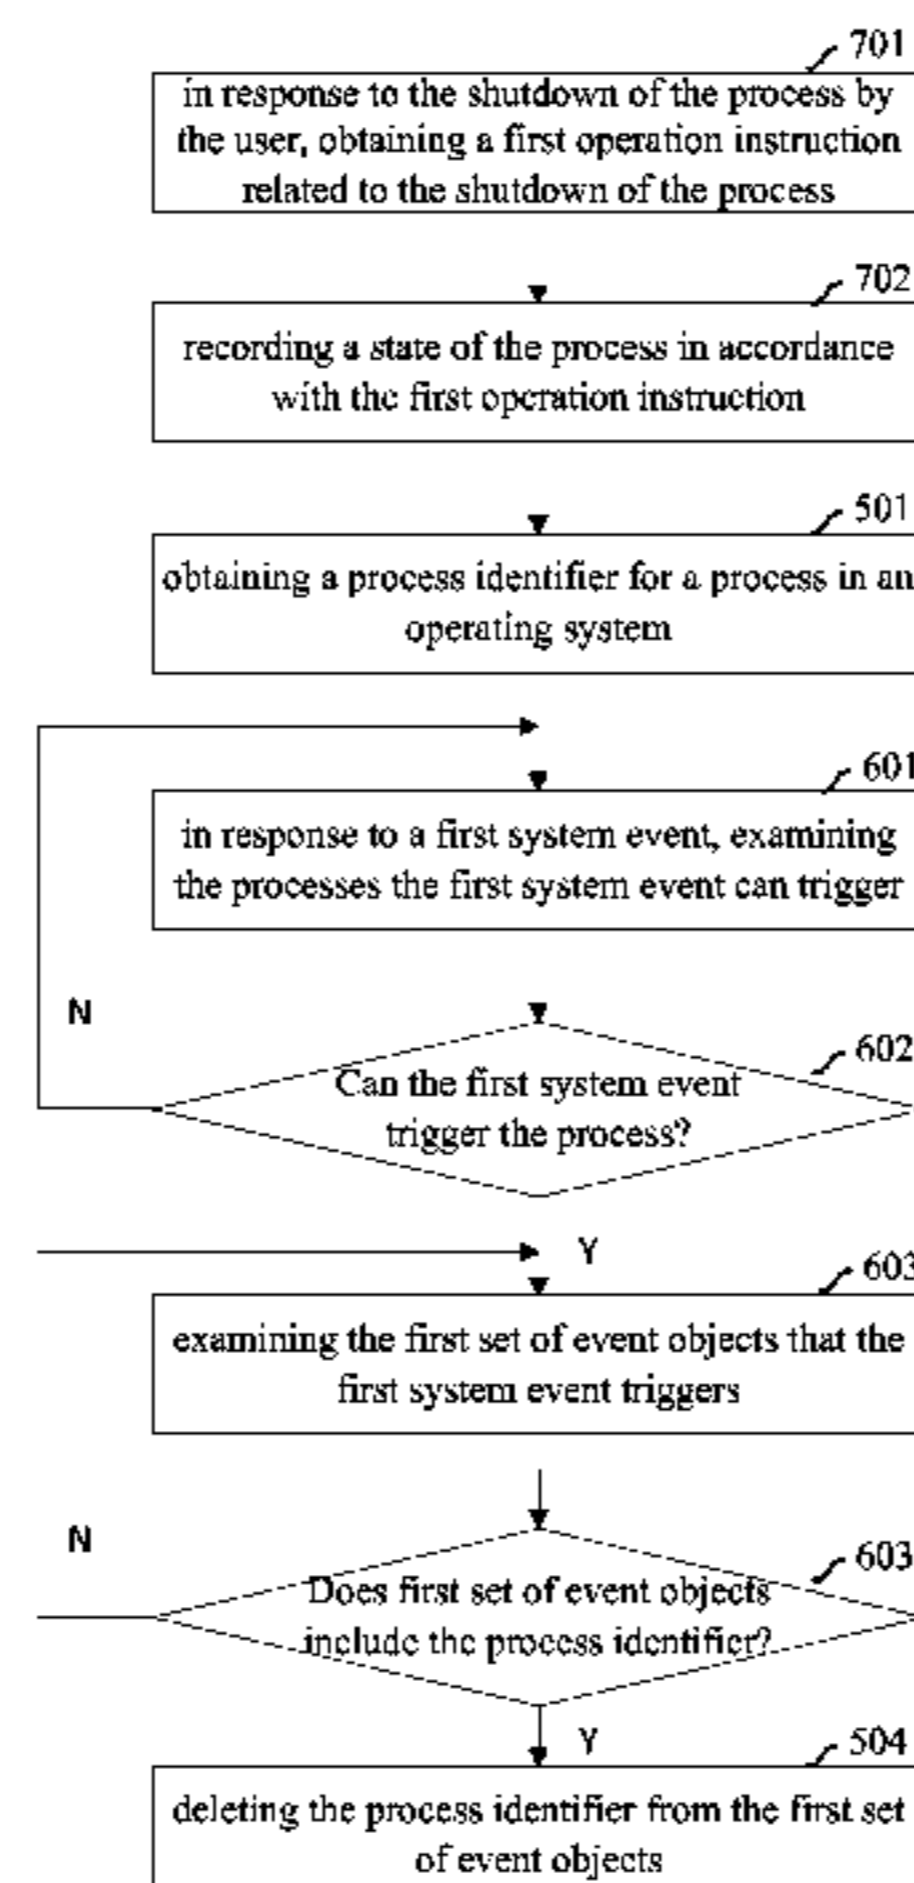 701
in response to the shutdown of the process by
the user, obtaining a first operation instruction
related to the shutdown of the process
702
recording a state of the process in accordance
with the first operation instruction
501
obtaining a process identifier for a process in an
operating system
601
in response to a first system event, examining
the processes the first system event can trigger
N
602
Can the first system event
trigger the process?
Y
603
examining the first set of event objects that the
first system event triggers
N
603
Does first set of event objects
include the process identifier?
Y
504
deleting the process identifier from the first set
of event objects